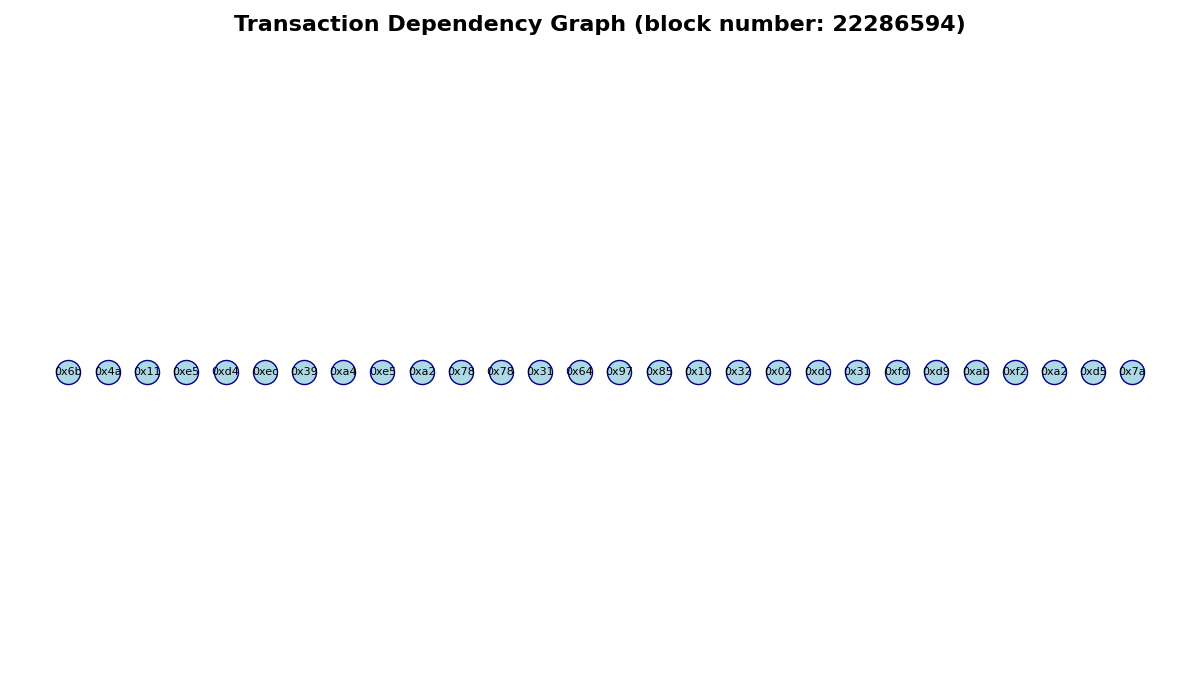 Transaction Dependency Graph (block number: 22286594)
0x6b 0x4a 0x11 0xe5 0xd4 0xec 0x39 0xa4 0xe5 0xa2 0x78 0x78 0x31 0x64 0x97 0x85 0x10 0x32 0x02 0xdc 0x31 0xfd 0xd9 0xab 0xf2 0xa2 0xd5 0x7a